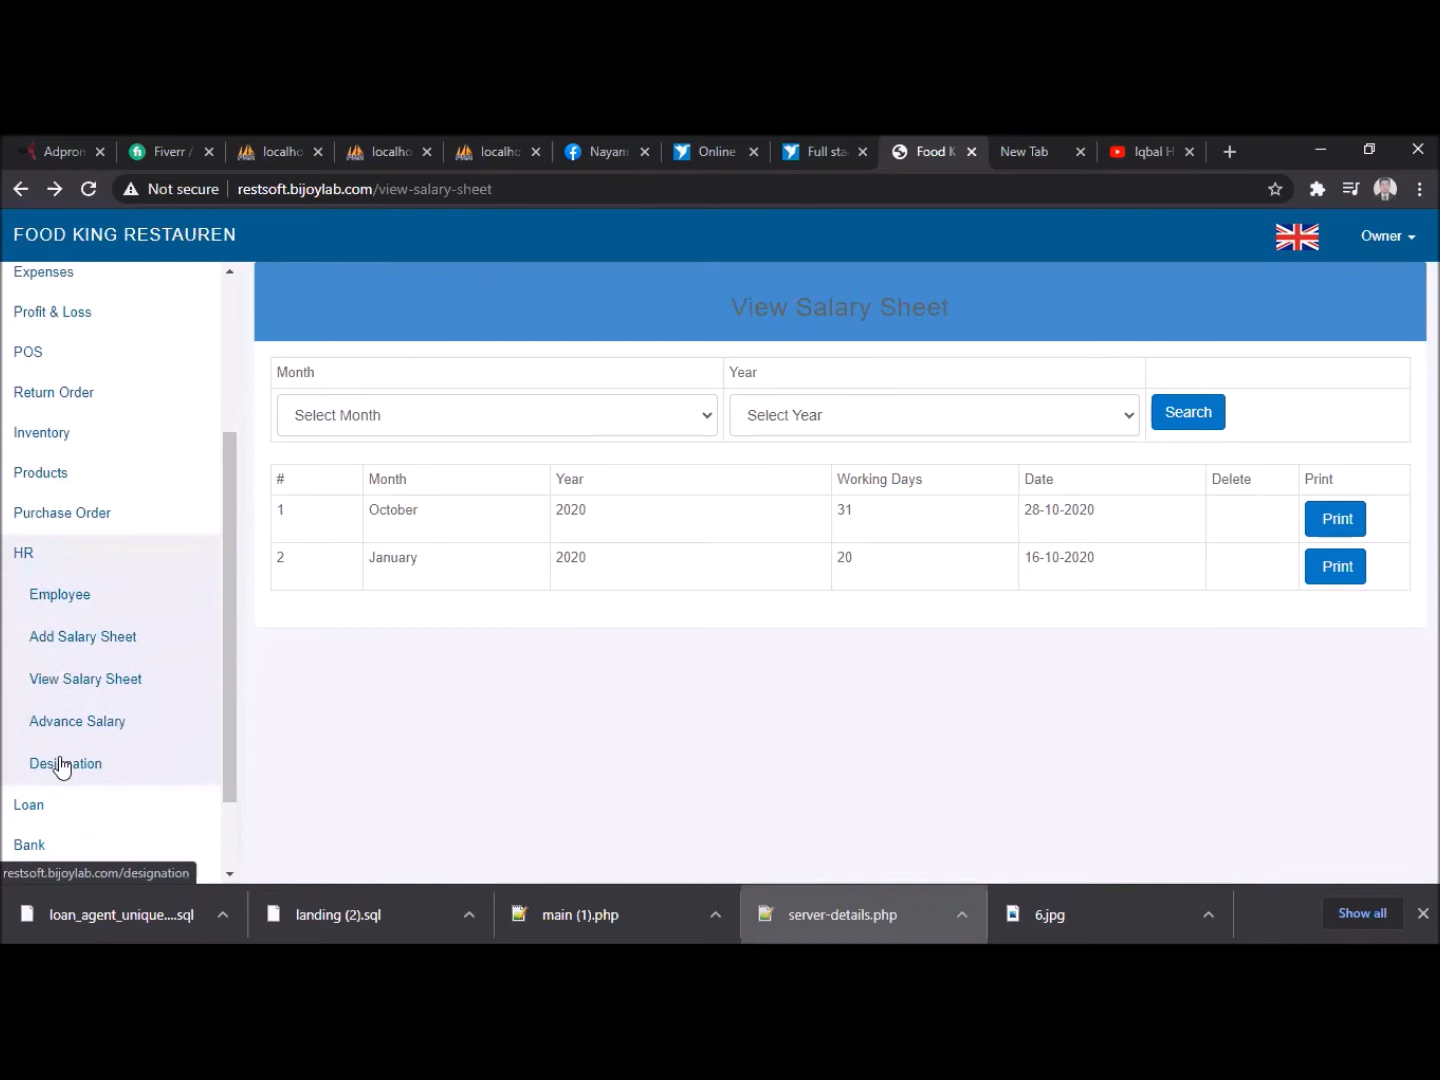 Adpron
Fiverr /
localho
localho
localho
Nayam
Online
Full sta
Food K
New Tab
Iqbal H
Not secure
restsoft.bijoylab.com/view-salary-sheet
FOOD KING RESTAUREN
Owner
Expenses
Profit & Loss
POS
Return Order
Inventory
Products
Purchase Order
HR
Employee
Add Salary Sheet
View Salary Sheet
Advance Salary
Designation
Loan
Bank
restsoft.bijoylab.com/designation
View Salary Sheet
Month Year
Select Month Select Year Search
# Month Year Working Days Date Delete Print
1 October 2020 31 28-10-2020 Print
2 January 2020 20 16-10-2020 Print
loan_agent_unique....sql
landing (2).sql
main (1).php
server-details.php
6.jpg
Show all